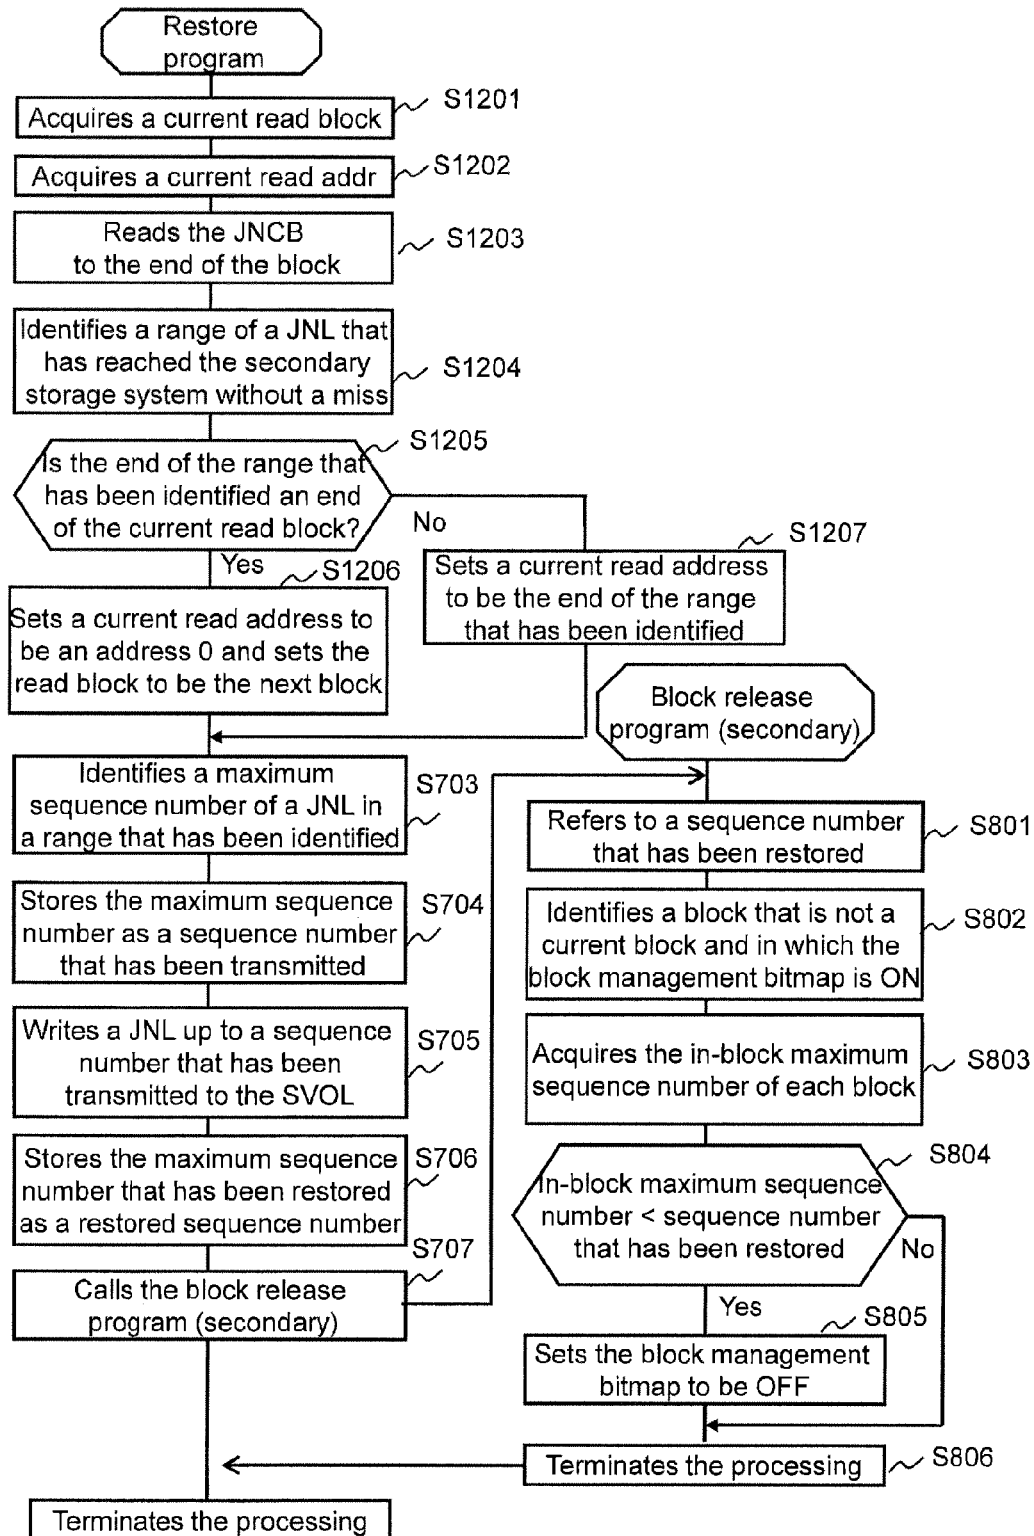 Restore
program
Acquires a current read block
S1201
Acquires a current read addr
S1202
Reads the JNCB
to the end of the block
S1203
Identifies a range of a JNL that
has reached the secondary
storage system without a miss
S1204
Is the end of the range that
has been identified an end
of the current read block?
S1205
No
Yes
S1206
Sets a current read address to
be an address 0 and sets the
read block to be the next block
S1207
Sets a current read address
to be the end of the range
that has been identified
Identifies a maximum
sequence number of a JNL in
a range that has been identified
S703
Stores the maximum sequence
number as a sequence number
that has been transmitted
S704
Writes a JNL up to a sequence
number that has been
transmitted to the SVOL
S705
Stores the maximum sequence
number that has been restored
as a restored sequence number
S706
Calls the block release
program (secondary)
S707
Terminates the processing
Block release
program (secondary)
Refers to a sequence number
that has been restored
S801
Identifies a block that is not a
current block and in which the
block management bitmap is ON
S802
Acquires the in-block maximum
sequence number of each block
S803
In-block maximum sequence
number < sequence number
that has been restored
S804
No
Yes
S805
Sets the block management
bitmap to be OFF
Terminates the processing
S806